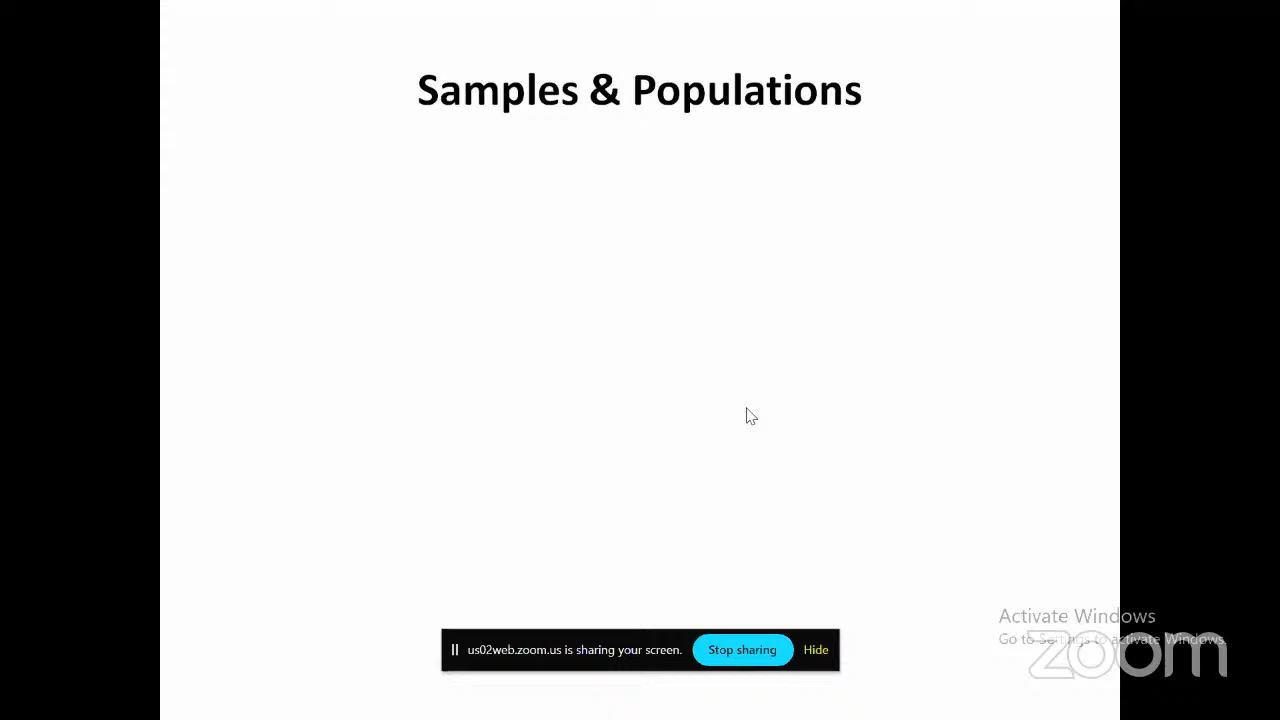 Samples & Populations
Activate Windows
Go to Settings to activate Windows.
us02web.zoom.us is sharing your screen. Stop sharing Hide
zoom